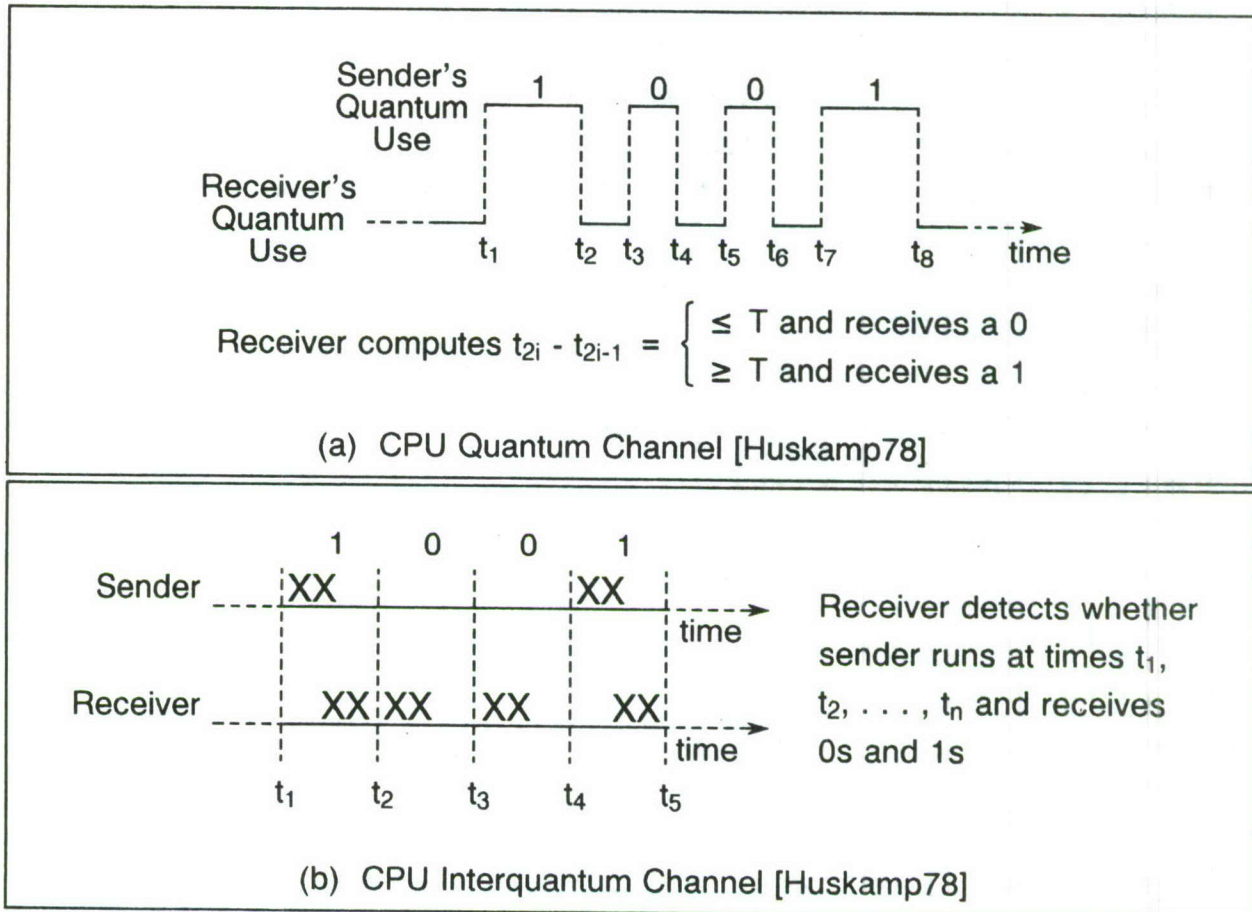 Sender's
Quantum
Use
1 0 0 1
Receiver's
Quantum
Use
t₁ t₂ t₃ t₄ t₅ t₆ t₇ t₈ time
Receiver computes t₂ᵢ - t₂ᵢ₋₁ = { ≤ T and receives a 0
≥ T and receives a 1
(a) CPU Quantum Channel [Huskamp78]
1 0 0 1
Sender XX XX
time
Receiver XX XX XX XX
time
t₁ t₂ t₃ t₄ t₅
Receiver detects whether
sender runs at times t₁,
t₂, . . . , tₙ and receives
0s and 1s
(b) CPU Interquantum Channel [Huskamp78]